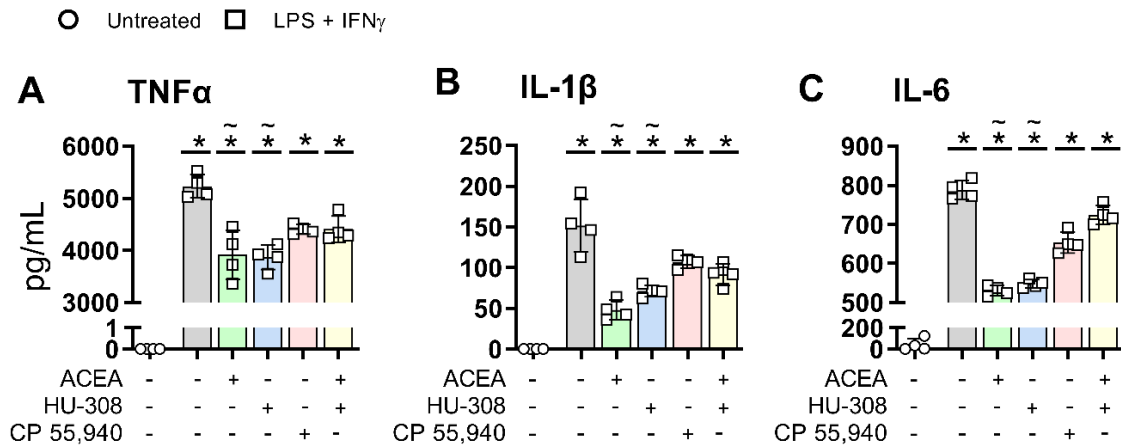 Untreated LPS + IFNγ
A TNFα B IL-1β C IL-6
~ ~ ~ ~ ~ ~
* * * * * * * * * * * * * * *
6000 250 900
5000 200 800
4000 150 700
3000 100 600
1 50 500
0 0 200
0
pg/mL
ACEA - - + - - + ACEA - - + - - + ACEA - - + - - +
HU-308 - - - + - + HU-308 - - - + - + HU-308 - - - + - +
CP 55,940 - - - - + - CP 55,940 - - - - + - CP 55,940 - - - - + -